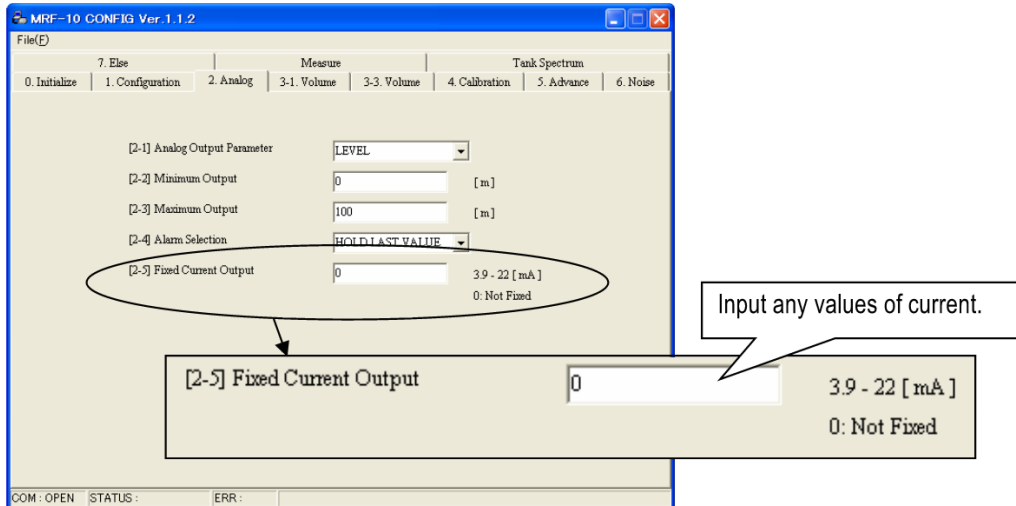 MRF-10 CONFIG Ver.1.1.2
File(F)
7. Else Measure Tank Spectrum
0. Initialize 1. Configuration 2. Analog 3-1. Volume 3-3. Volume 4. Calibration 5. Advance 6. Noise
[2-1] Analog Output Parameter LEVEL
[2-2] Minimum Output 0 [ m ]
[2-3] Maximum Output 100 [ m ]
[2-4] Alarm Selection HOLD LAST VALUE
[2-5] Fixed Current Output 0 3.9 - 22 [ mA ]
0: Not Fixed
Input any values of current.
[2-5] Fixed Current Output 0 3.9 - 22 [ mA ]
0: Not Fixed
COM : OPEN STATUS : ERR :